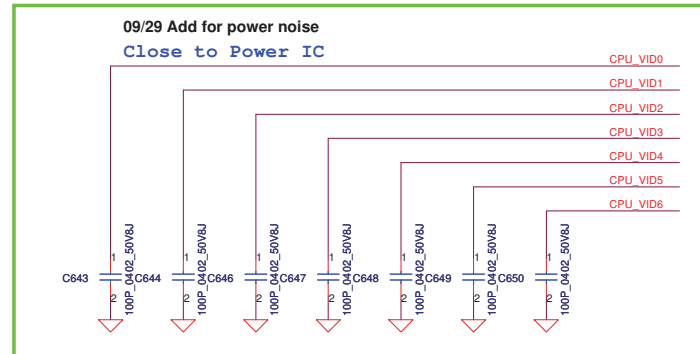 09/29 Add for power noise
Close to Power IC
CPU_VID0
CPU_VID1
CPU_VID2
CPU_VID3
CPU_VID4
CPU_VID5
CPU_VID6
C643 C644 C646 C647 C648 C649 C650
1 1 1 1 1 1 1
2 2 2 2 2 2 2
100P_0402_50V8J
100P_0402_50V8J
100P_0402_50V8J
100P_0402_50V8J
100P_0402_50V8J
100P_0402_50V8J
100P_0402_50V8J